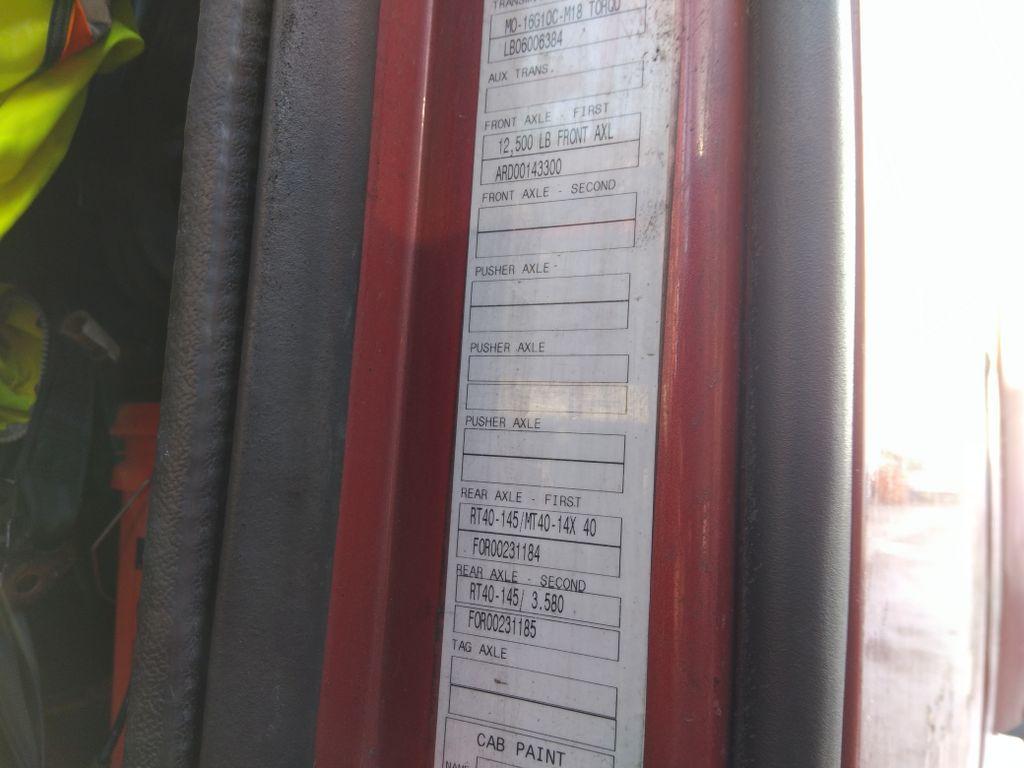 MO-16G10C-M18 TORQU
LB06006384
AUX TRANS.
FRONT AXLE - FIRST
12,500 LB FRONT AXL
ARD00143300
FRONT AXLE - SECOND
PUSHER AXLE
PUSHER AXLE
PUSHER AXLE
REAR AXLE - FIRST
RT40-145/MT40-14X 40
FOR00231184
REAR AXLE - SECOND
RT40-145/ 3.580
FOR00231185
TAG AXLE
CAB PAINT